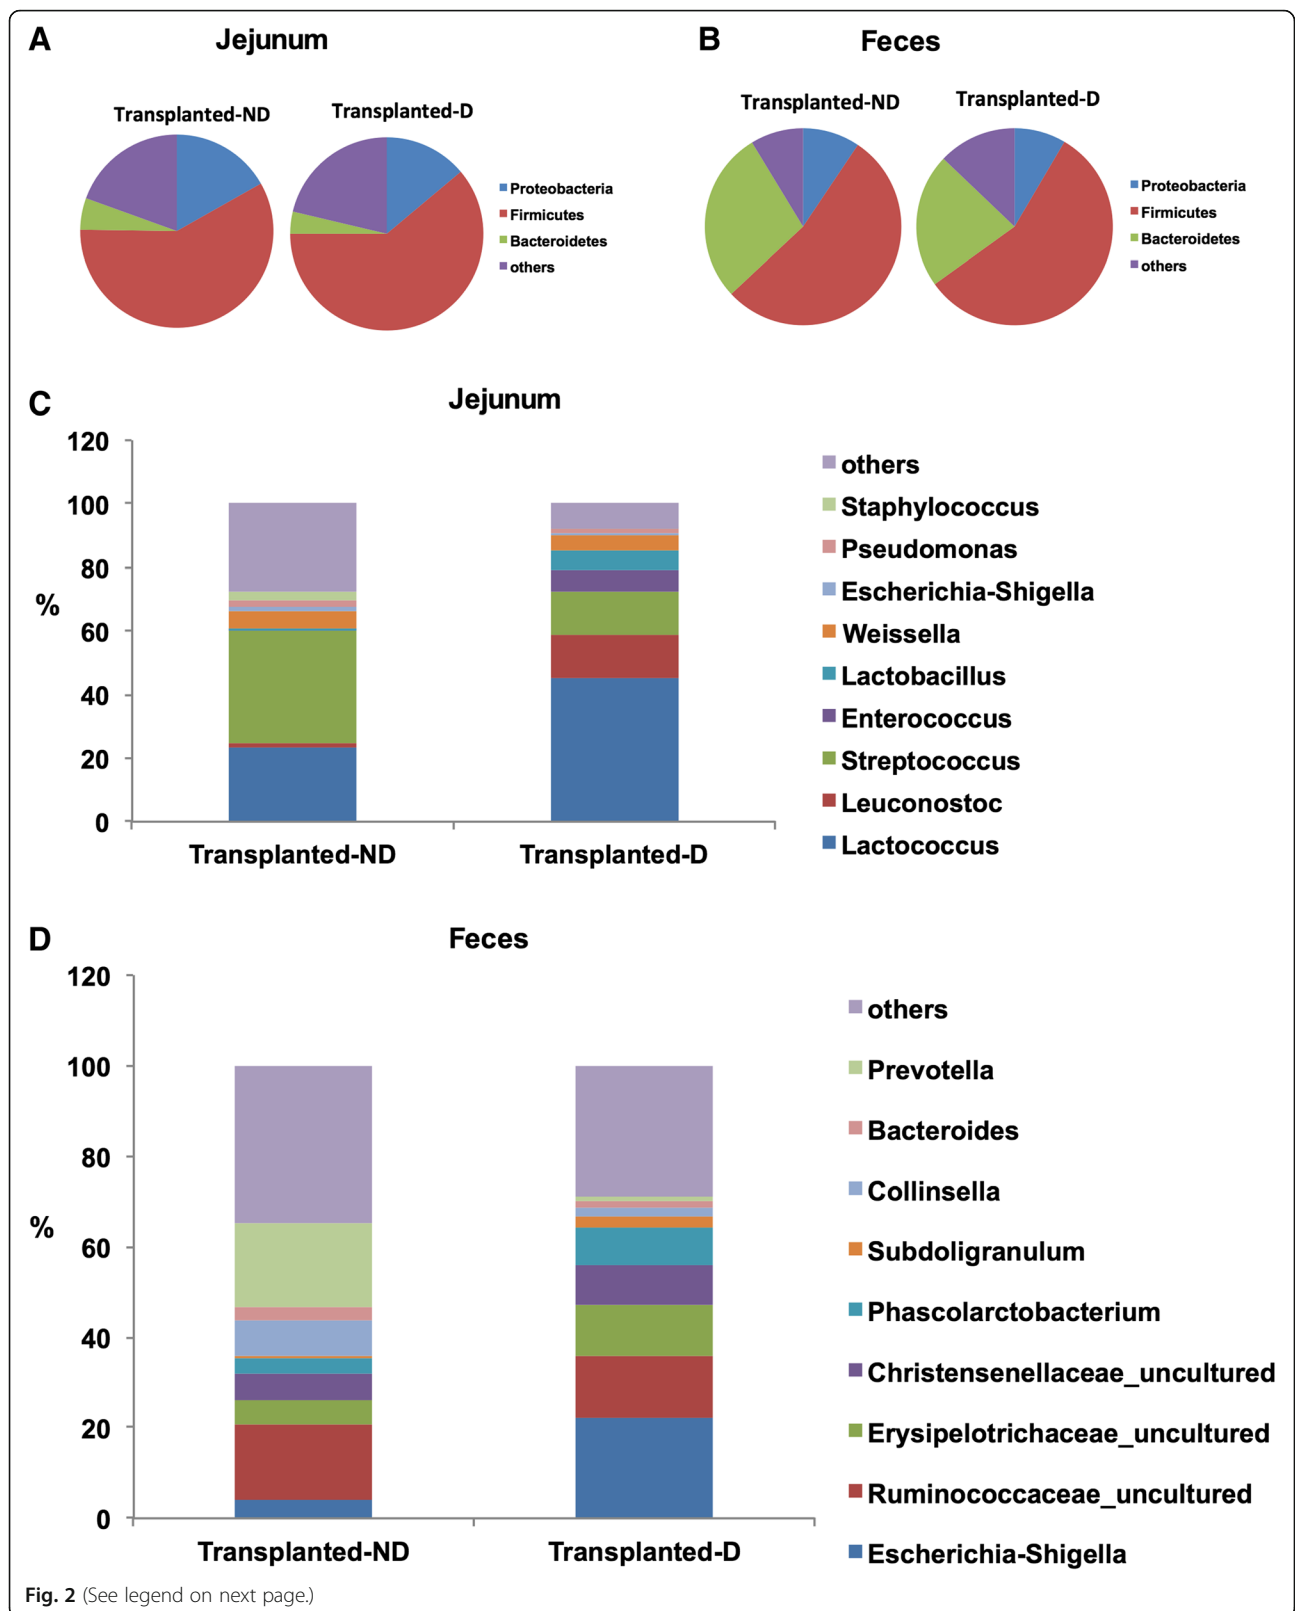 A
Jejunum
Transplanted-ND
Transplanted-D
Proteobacteria
Firmicutes
Bacteroidetes
others
B
Feces
Transplanted-ND
Transplanted-D
Proteobacteria
Firmicutes
Bacteroidetes
others
C
Jejunum
120
100
80
60
40
20
0
%
Transplanted-ND
Transplanted-D
others
Staphylococcus
Pseudomonas
Escherichia-Shigella
Weissella
Lactobacillus
Enterococcus
Streptococcus
Leuconostoc
Lactococcus
D
Feces
120
100
80
60
40
20
0
%
Transplanted-ND
Transplanted-D
others
Prevotella
Bacteroides
Collinsella
Subdoligranulum
Phascolarctobacterium
Christensenellaceae_uncultured
Erysipelotrichaceae_uncultured
Ruminococcaceae_uncultured
Escherichia-Shigella
Fig. 2 (See legend on next page.)